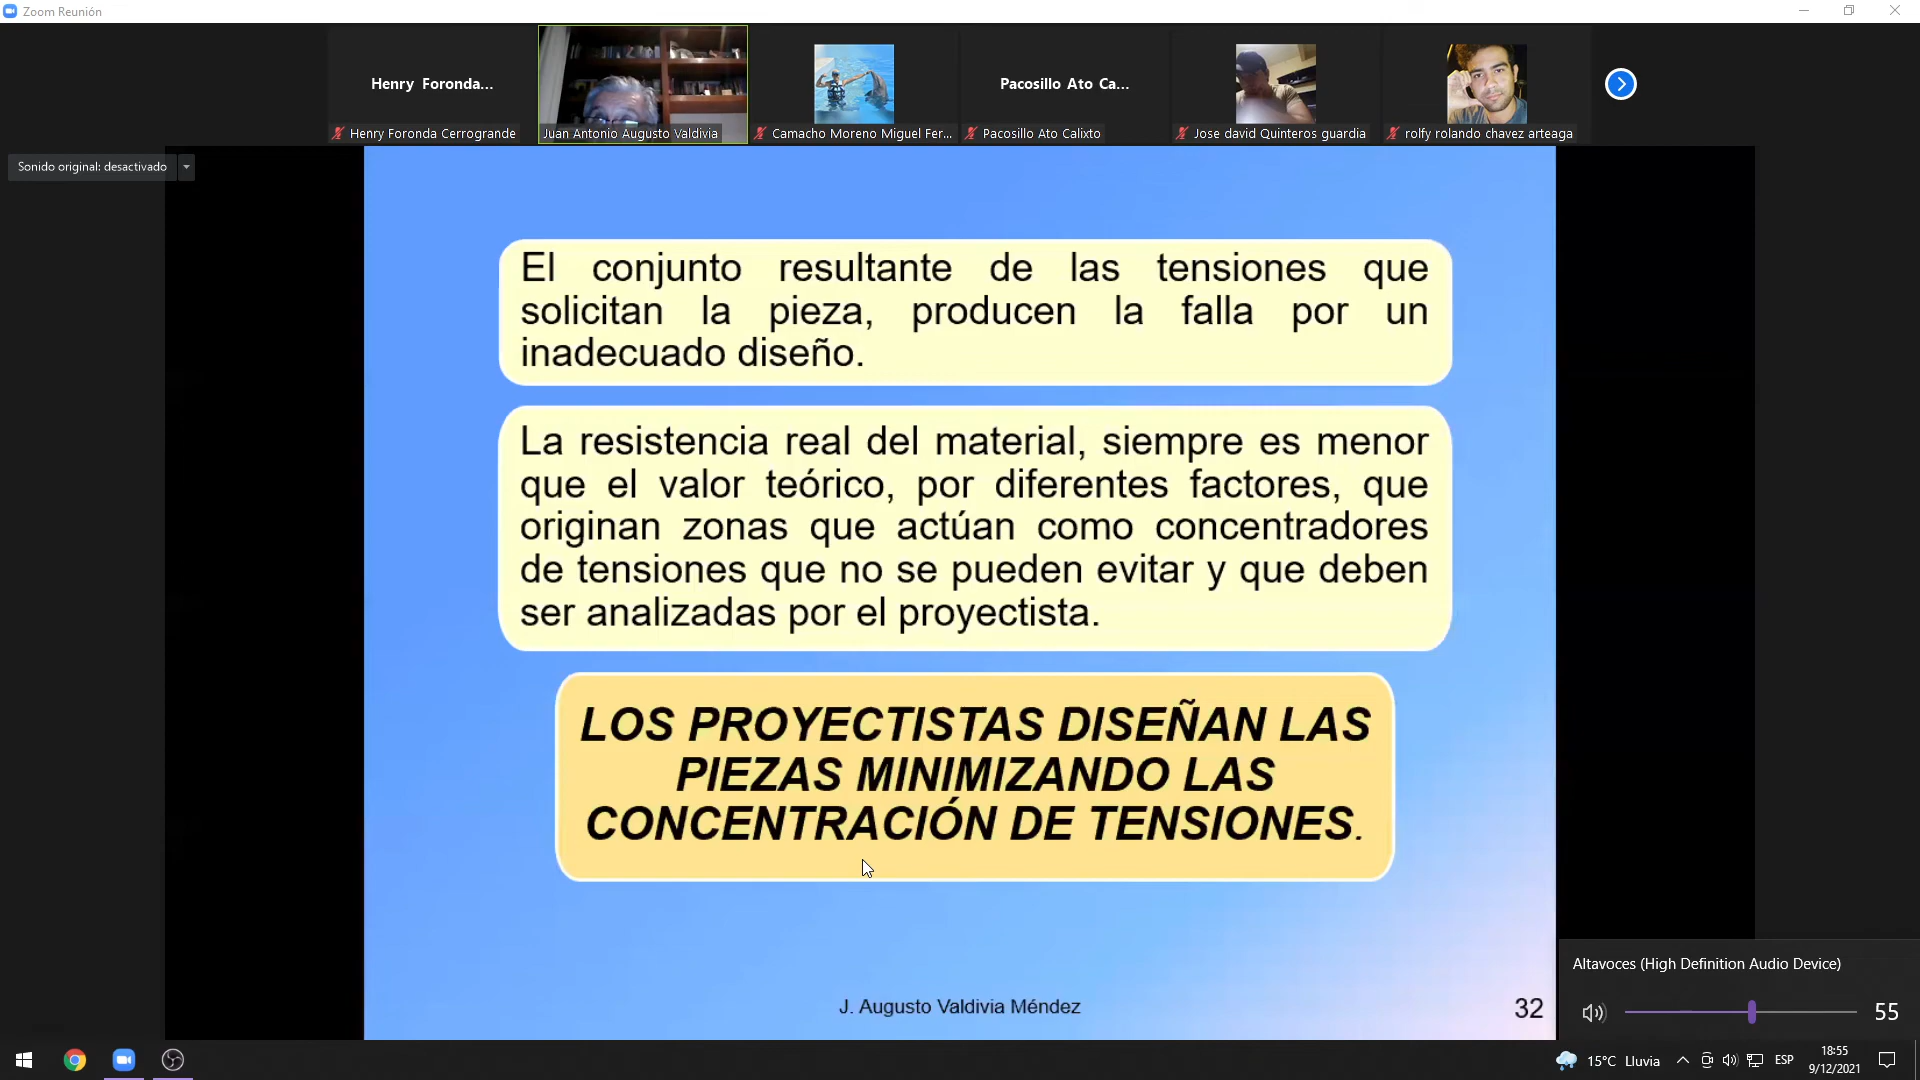 Zoom Reunión
Henry Foronda...
Pacosillo Ato Ca...
Henry Foronda Cerrogrande
Juan Antonio Augusto Valdivia
Camacho Moreno Miguel Fer...
Pacosillo Ato Calixto
Jose david Quinteros guardia
rolfy rolando chavez arteaga
Sonido original: desactivado
El conjunto resultante de las tensiones que
solicitan la pieza, producen la falla por un
inadecuado diseño.
La resistencia real del material, siempre es menor
que el valor teórico, por diferentes factores, que
originan zonas que actúan como concentradores
de tensiones que no se pueden evitar y que deben
ser analizadas por el proyectista.
LOS PROYECTISTAS DISEÑAN LAS
PIEZAS MINIMIZANDO LAS
CONCENTRACIÓN DE TENSIONES.
J. Augusto Valdivia Méndez
32
Altavoces (High Definition Audio Device)
55
15°C Lluvia
ESP
18:55
9/12/2021